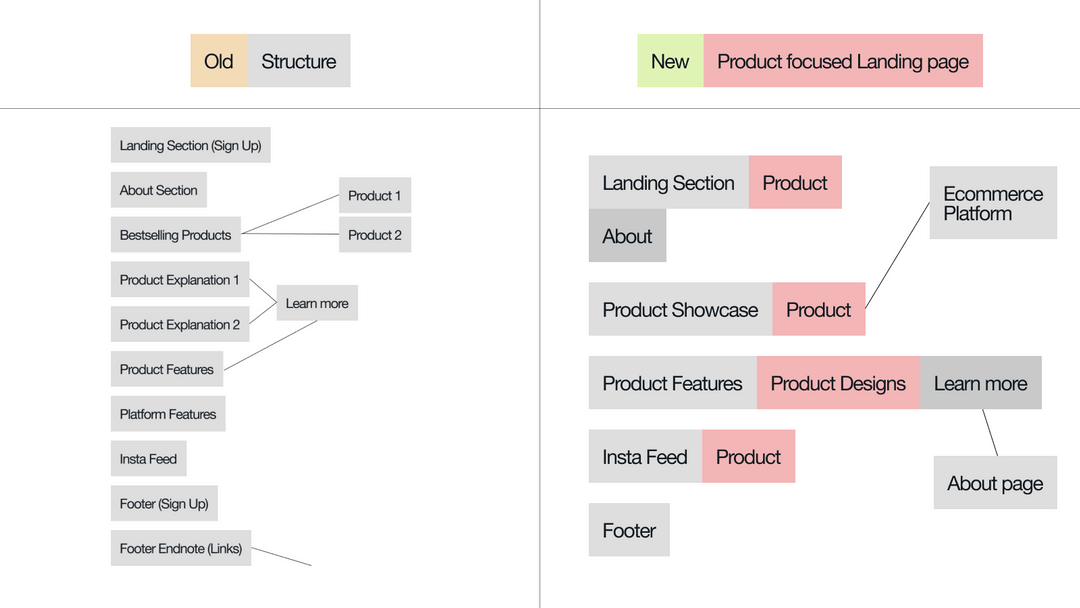 Old Structure
Landing Section (Sign Up)
About Section
Bestselling Products
Product 1
Product 2
Product Explanation 1
Product Explanation 2
Learn more
Product Features
Platform Features
Insta Feed
Footer (Sign Up)
Footer Endnote (Links)
New Product focused Landing page
Landing Section Product
About
Ecommerce
Platform
Product Showcase Product
Product Features Product Designs Learn more
Insta Feed Product
About page
Footer